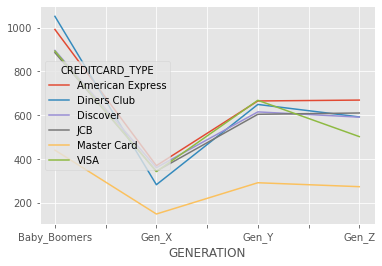 1000
800
600
400
200
CREDITCARD_TYPE
American Express
Diners Club
Discover
JCB
Master Card
VISA
Baby_Boomers Gen_X Gen_Y Gen_Z
GENERATION